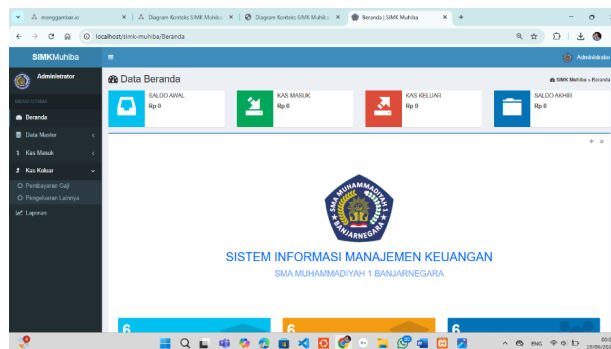 menggambar.io
Diagram Konteks SIMK Muhiba
Diagram Konteks SIMK Muhiba
Beranda | SIMK Muhiba
localhost/simk-muhiba/Beranda
SIMKMuhiba
Administrator
Administrator
MENU UTAMA
Beranda
Data Master
Kas Masuk
Kas Keluar
Pembayaran Gaji
Pengeluaran Lainnya
Laporan
Data Beranda
SIMK Muhiba > Beranda
SALDO AWAL
Rp 0
KAS MASUK
Rp 0
KAS KELUAR
Rp 0
SALDO AKHIR
Rp 0
SMA MUHAMMADIYAH 1
BANJARNEGARA
SISTEM INFORMASI MANAJEMEN KEUANGAN
SMA MUHAMMADIYAH 1 BANJARNEGARA
6
6
6
ENG